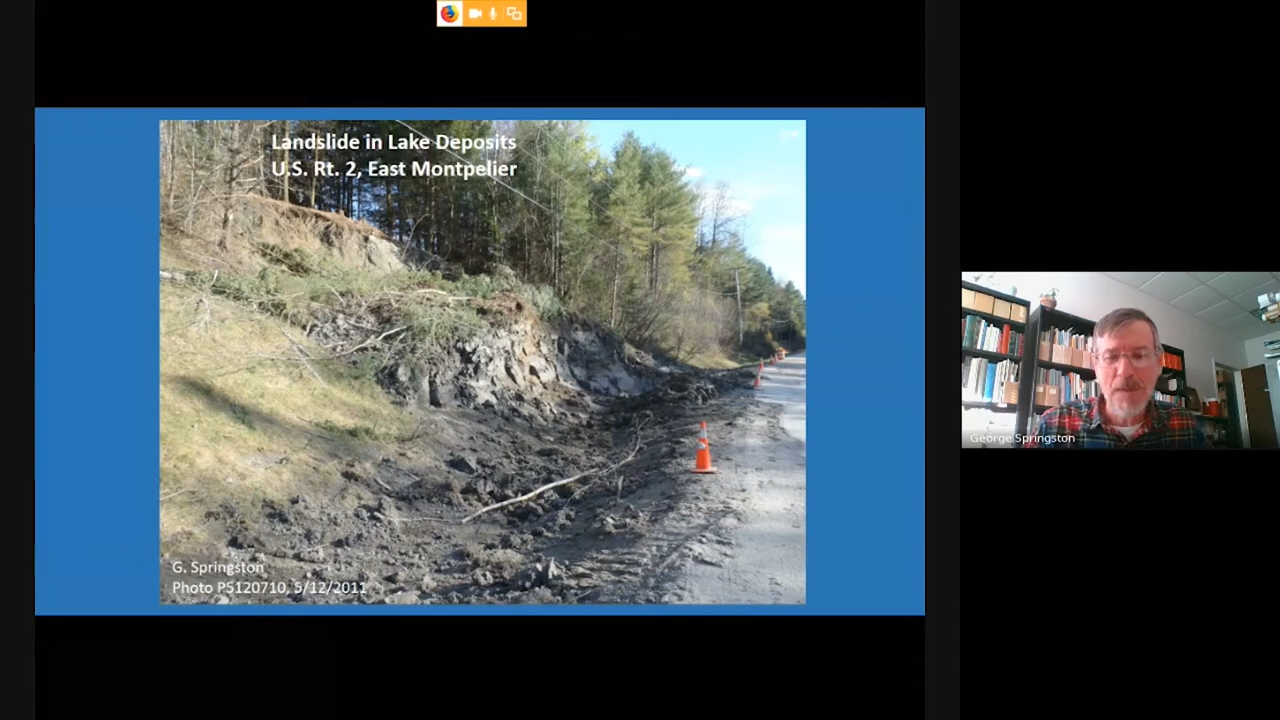 Landslide in Lake Deposits
U.S. Rt. 2, East Montpelier
G. Springston
Photo P5120710, 5/12/2011
George Springston